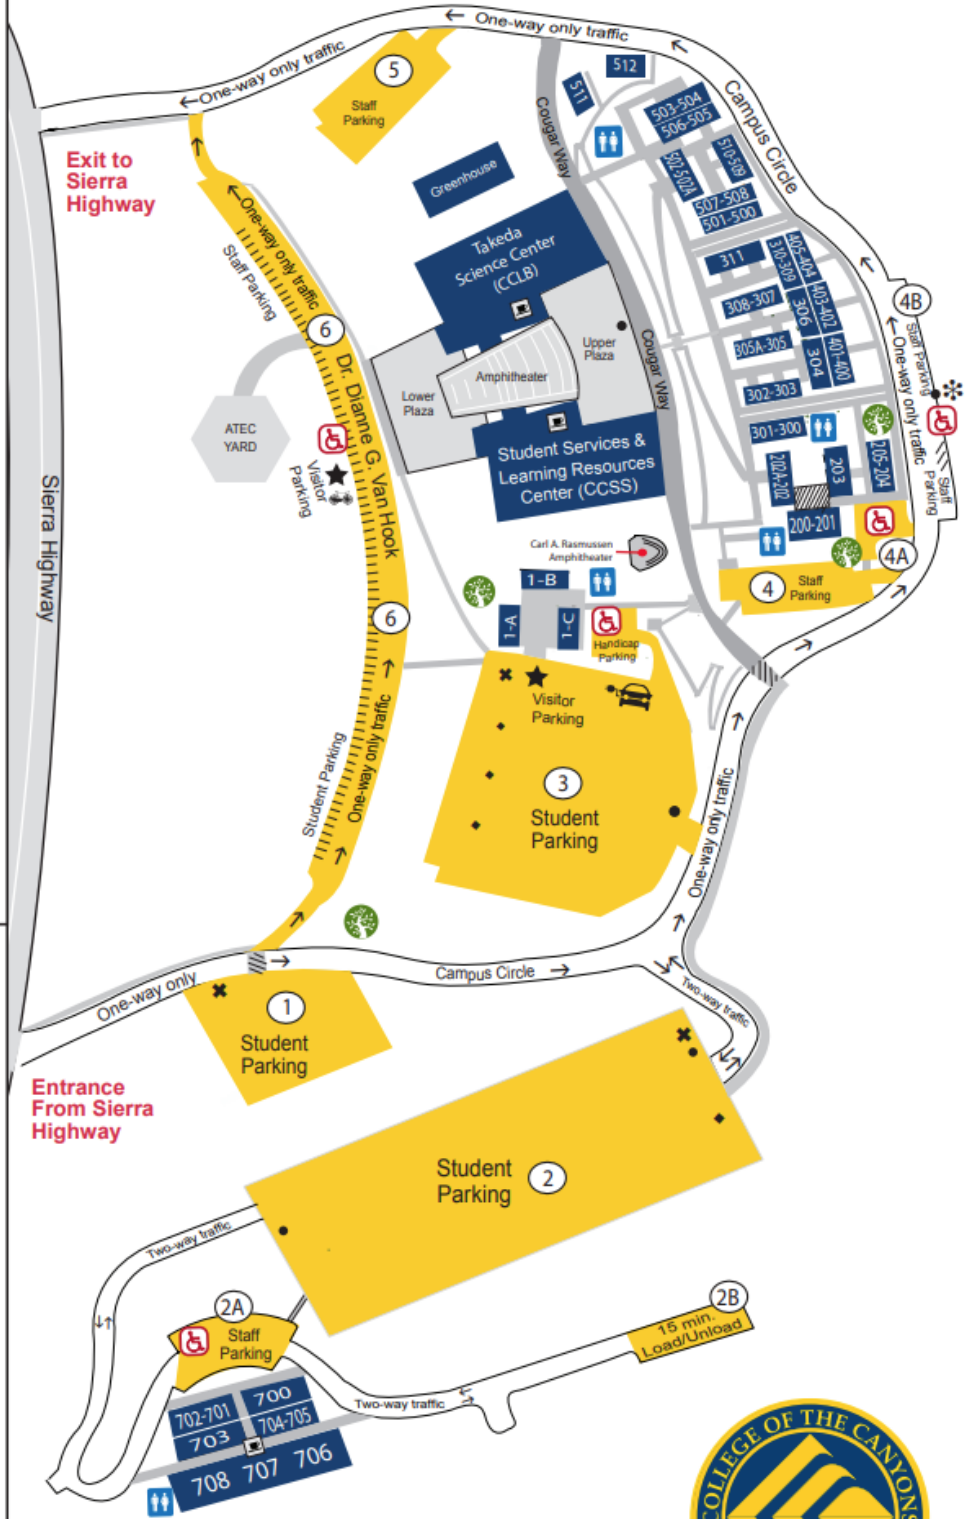 One-way only traffic
One-way only traffic
5
Staff
Parking
Exit to
Sierra
Highway
Greenhouse
Cougar Way
512
511
503-504
506-505
502-502A
510-509
507-508
501-500
Campus Circle
Takeda
Science Center
(CCLB)
One-way only traffic
Staff Parking
6
311
310-309
405-404
308-307
306
403-402
305A-305
304
401-400
302-303
301-300
4B
Staff Parking
One-way only traffic
Staff
Parking
Upper
Plaza
Amphitheater
Lower
Plaza
Cougar Way
ATEC
YARD
Dr. Dianne G. Van Hook
Visitor
Parking
Student Services &
Learning Resources
Center (CCSS)
202A-202
203
205-204
200-201
4A
4
Staff
Parking
Sierra Highway
Carl A. Rasmussen
Amphitheater
1-B
1-A
1-C
Handicap
Parking
6
Visitor
Parking
3
Student
Parking
Student Parking
One-way only traffic
One-way only traffic
One-way only
Campus Circle
Two-way traffic
1
Student
Parking
Entrance
From Sierra
Highway
Student
Parking
2
Two-way traffic
2A
Staff
Parking
2B
15 min.
Load/Unload
Two-way traffic
702-701
700
703
704-705
708 707 706
COLLEGE OF THE CANYONS